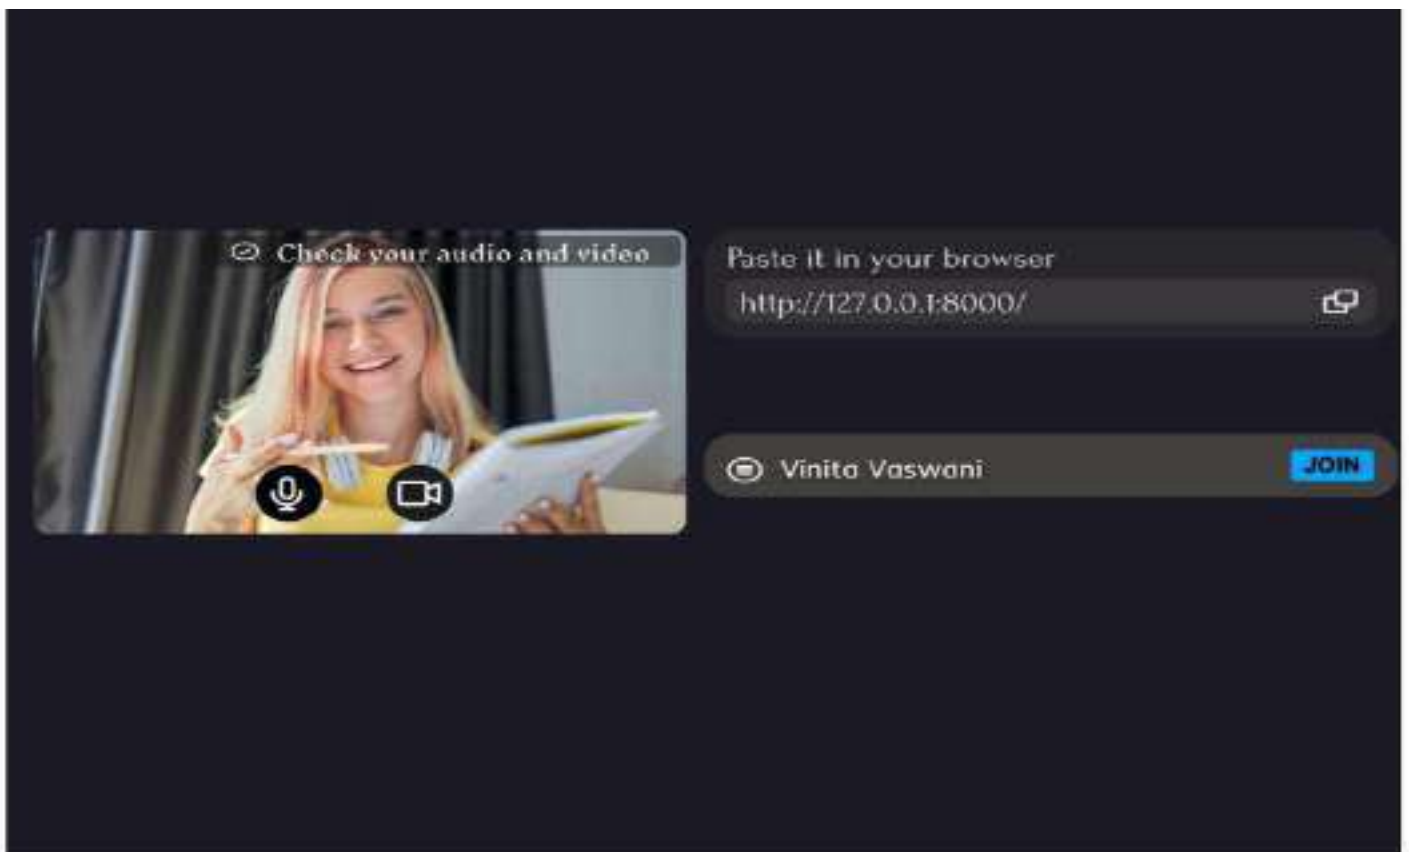 Check your audio and video
Paste it in your browser
http://127.0.0.1:8000/
Vinita Vaswani
JOIN